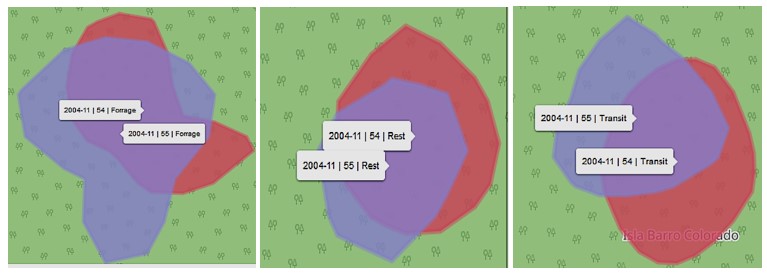 2004-11 | 54 | Forrage
2004-11 | 55 | Forrage
2004-11 | 54 | Rest
2004-11 | 55 | Rest
2004-11 | 55 | Transit
2004-11 | 54 | Transit
Isla Barro Colorado